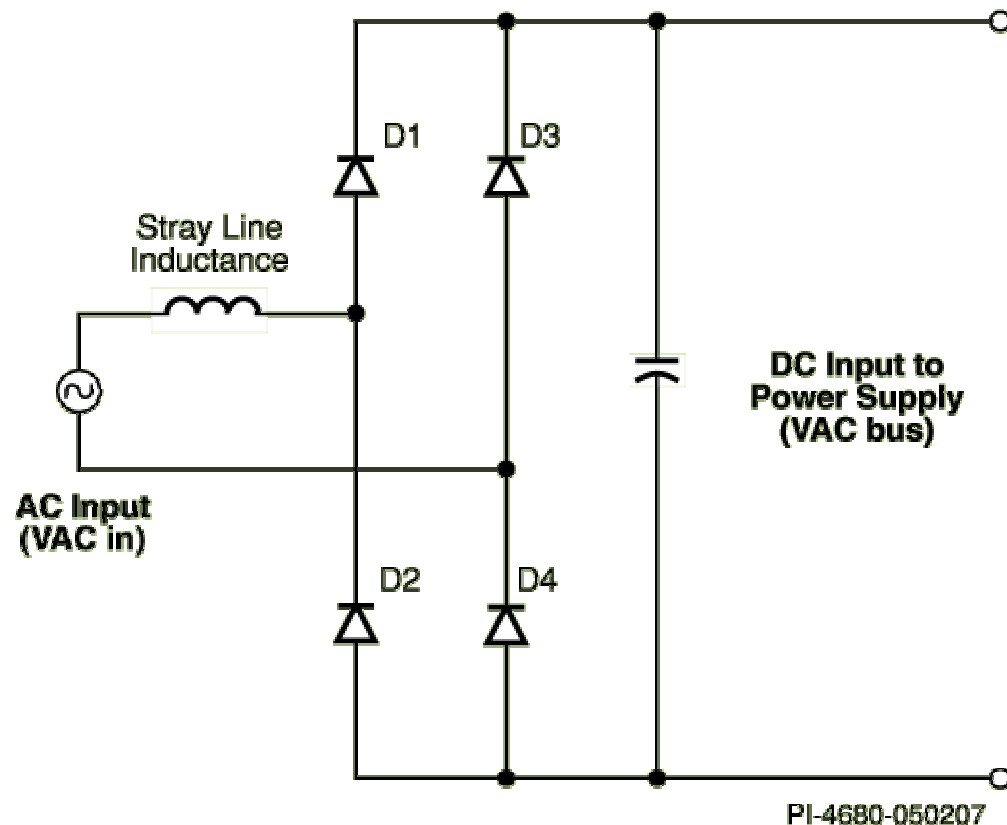 D1
D3
Stray Line
Inductance
DC Input to
Power Supply
(VAC bus)
AC Input
(VAC in)
D2
D4
PI-4680-050207